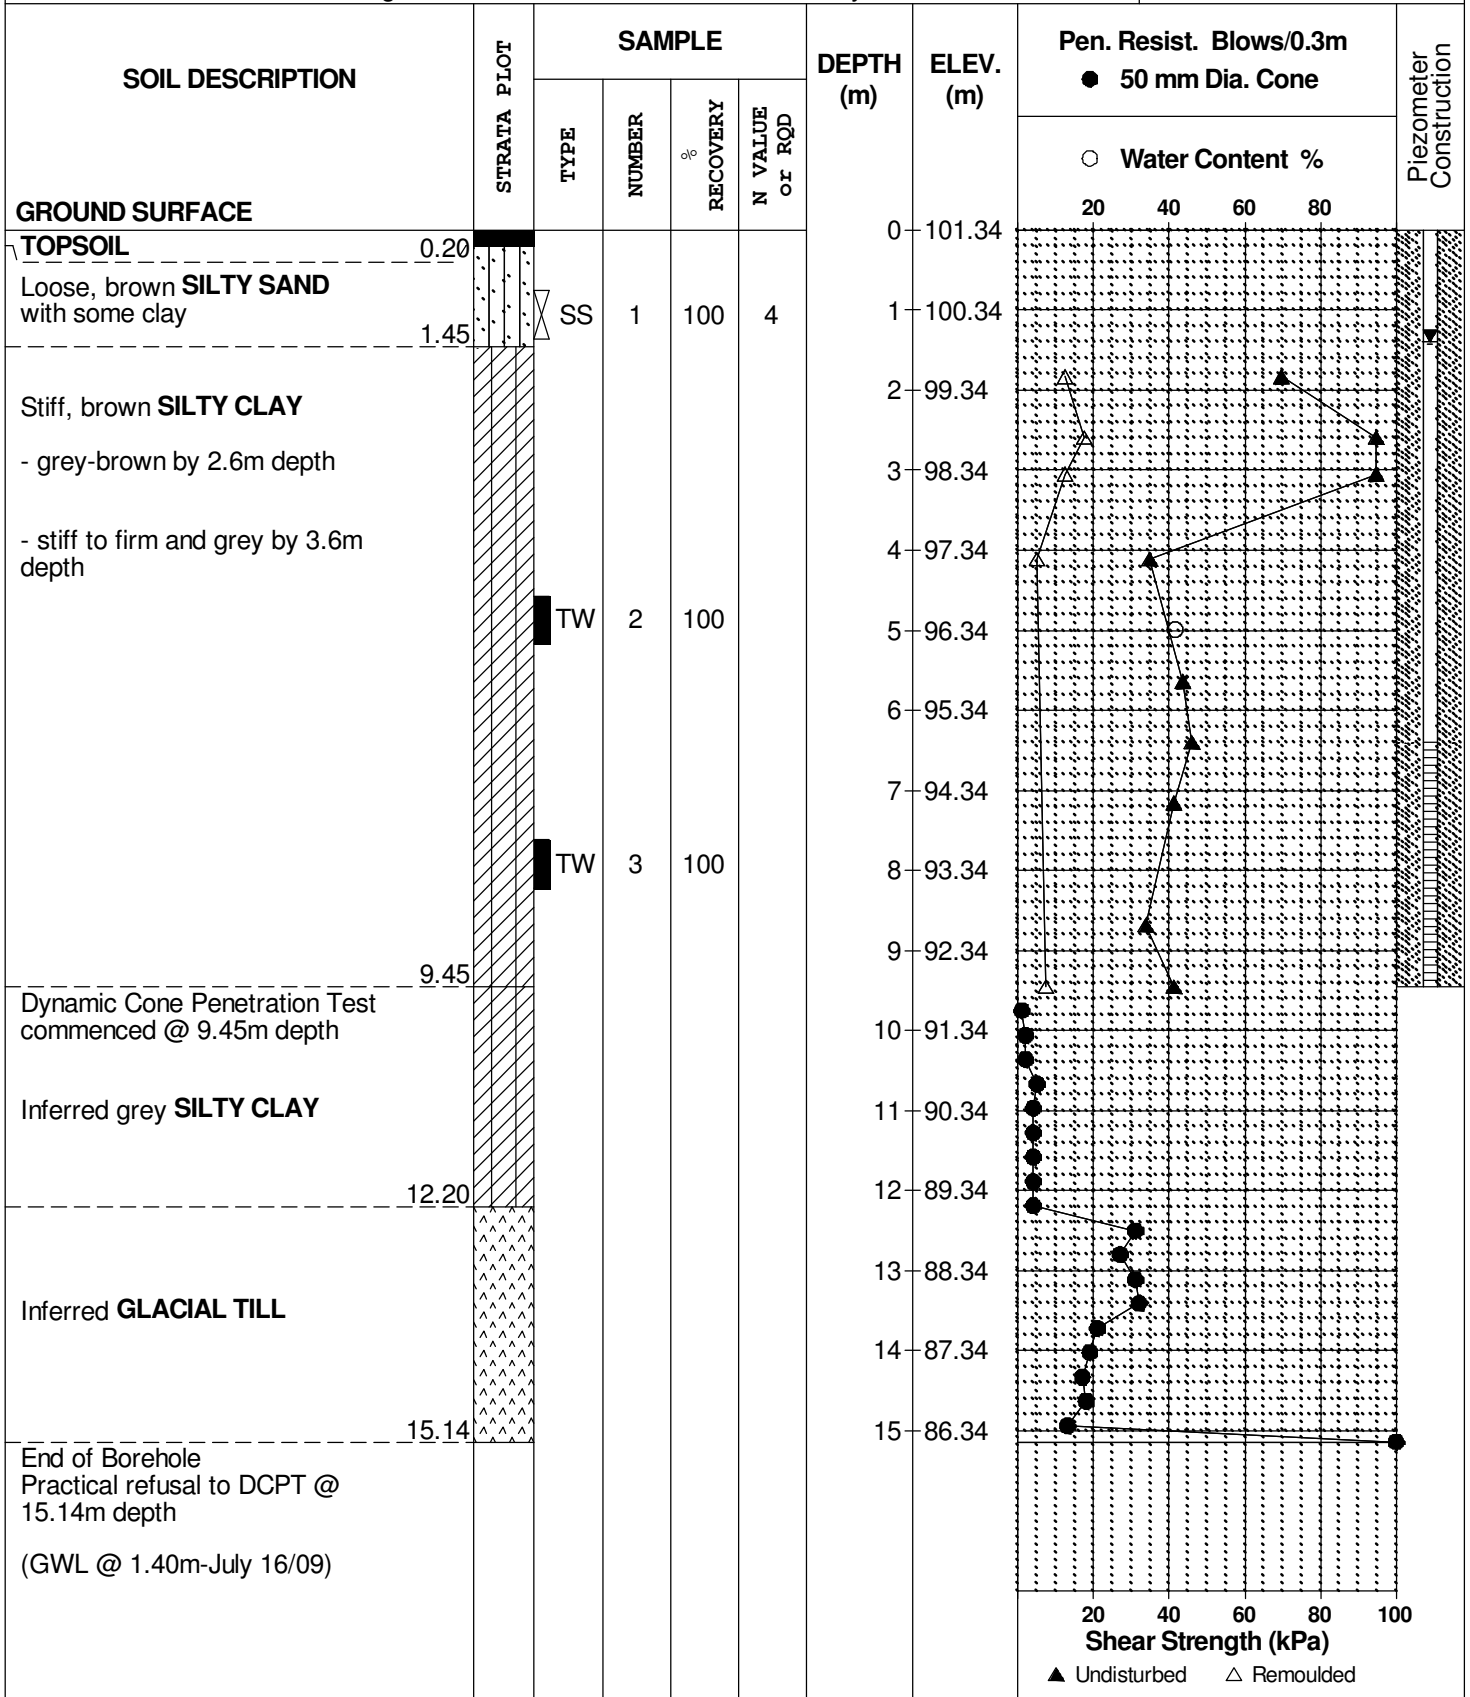 SOIL DESCRIPTION
GROUND SURFACE
STRATA PLOT
SAMPLE
TYPE
NUMBER
% RECOVERY
N VALUE or RQD
DEPTH (m)
ELEV. (m)
Pen. Resist. Blows/0.3m
● 50 mm Dia. Cone
○ Water Content %
20 40 60 80
Piezometer Construction
TOPSOIL 0.20
Loose, brown SILTY SAND
with some clay
1.45
SS 1 100 4
Stiff, brown SILTY CLAY
- grey-brown by 2.6m depth
- stiff to firm and grey by 3.6m
depth
TW 2 100
TW 3 100
9.45
Dynamic Cone Penetration Test
commenced @ 9.45m depth
Inferred grey SILTY CLAY
12.20
Inferred GLACIAL TILL
15.14
End of Borehole
Practical refusal to DCPT @
15.14m depth
(GWL @ 1.40m-July 16/09)
0 101.34
1 100.34
2 99.34
3 98.34
4 97.34
5 96.34
6 95.34
7 94.34
8 93.34
9 92.34
10 91.34
11 90.34
12 89.34
13 88.34
14 87.34
15 86.34
20 40 60 80 100
Shear Strength (kPa)
▲ Undisturbed △ Remoulded